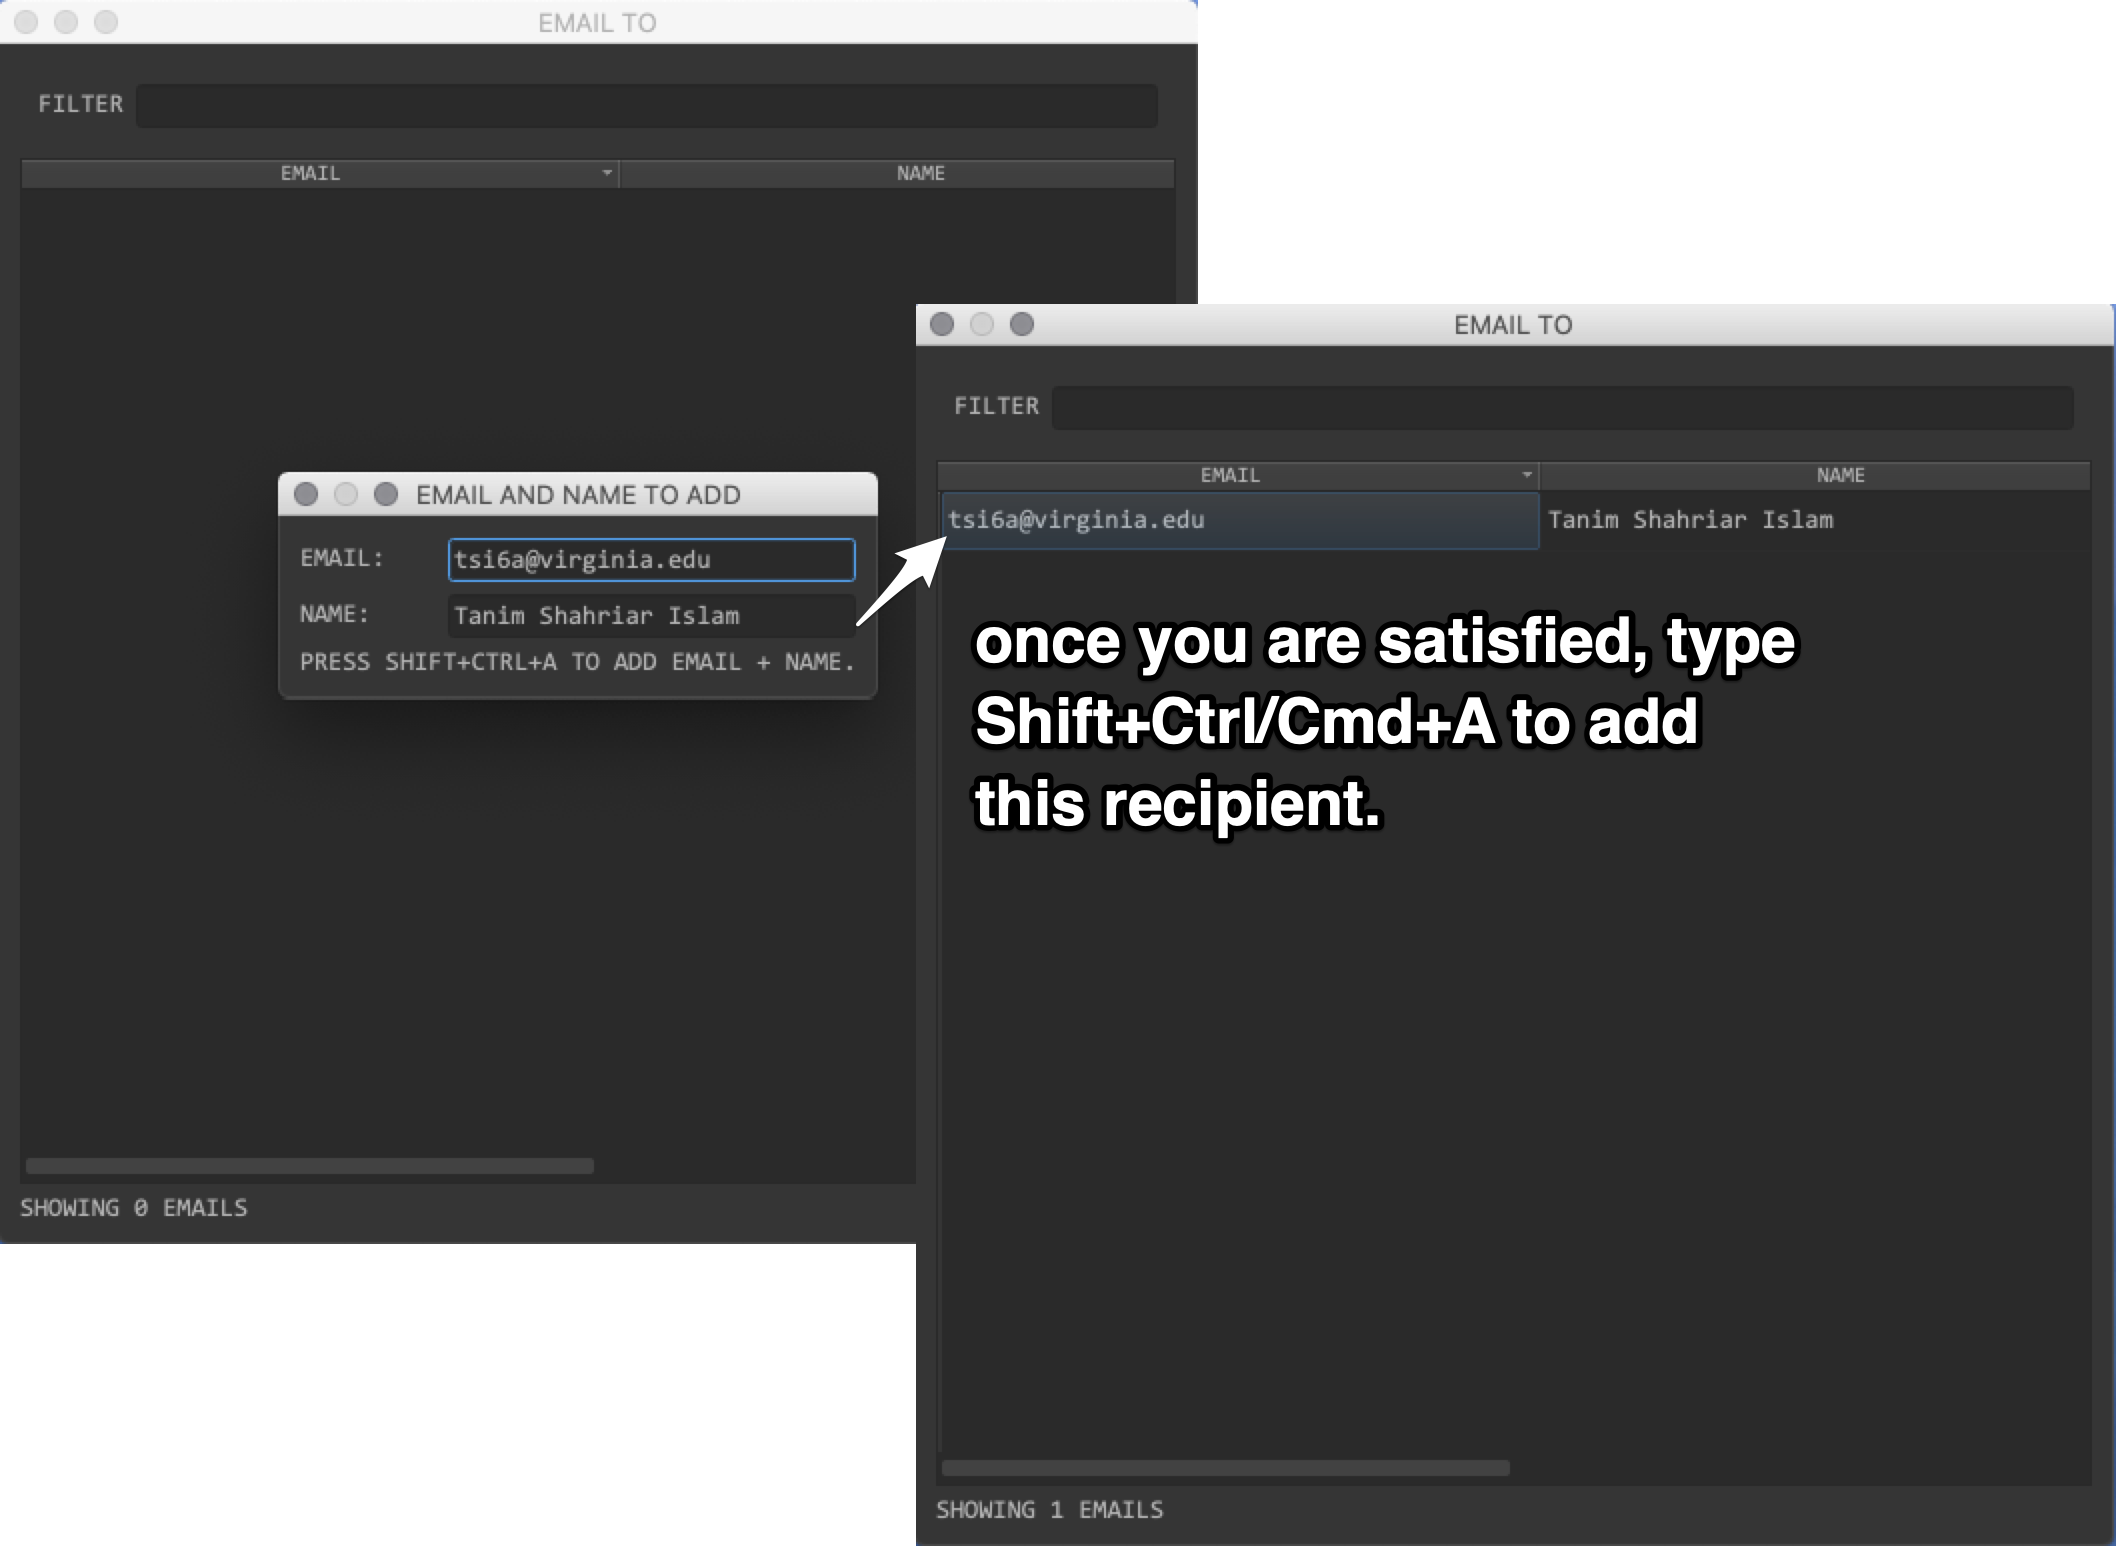 EMAIL TO
FILTER
EMAIL NAME
EMAIL AND NAME TO ADD
EMAIL: tsi6a@virginia.edu
NAME: Tanim Shahriar Islam
PRESS SHIFT+CTRL+A TO ADD EMAIL + NAME.
SHOWING 0 EMAILS
EMAIL TO
FILTER
EMAIL NAME
tsi6a@virginia.edu Tanim Shahriar Islam
once you are satisfied, type
Shift+Ctrl/Cmd+A to add
this recipient.
SHOWING 1 EMAILS